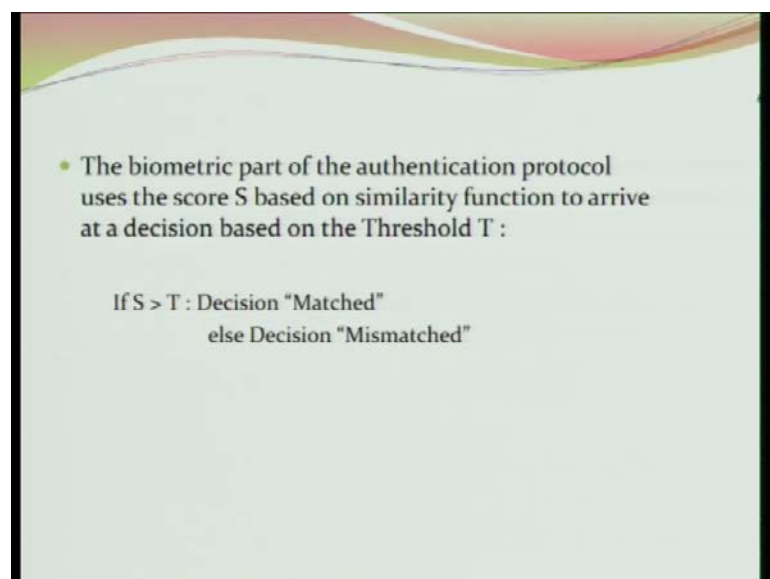 The biometric part of the authentication protocol
uses the score S based on similarity function to arrive
at a decision based on the Threshold T :
If S > T : Decision “Matched”
else Decision “Mismatched”